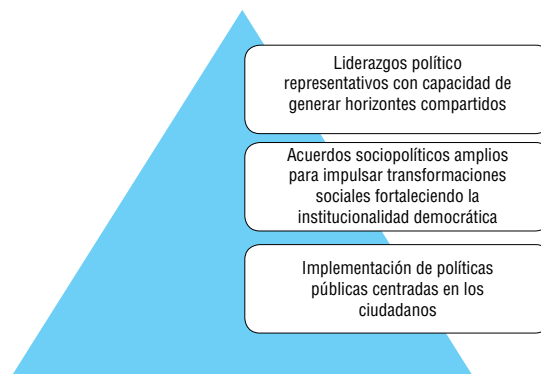 Liderazgos político
representativos con capacidad de
generar horizontes compartidos
Acuerdos sociopolíticos amplios
para impulsar transformaciones
sociales fortaleciendo la
institucionalidad democrática
Implementación de políticas
públicas centradas en los
ciudadanos